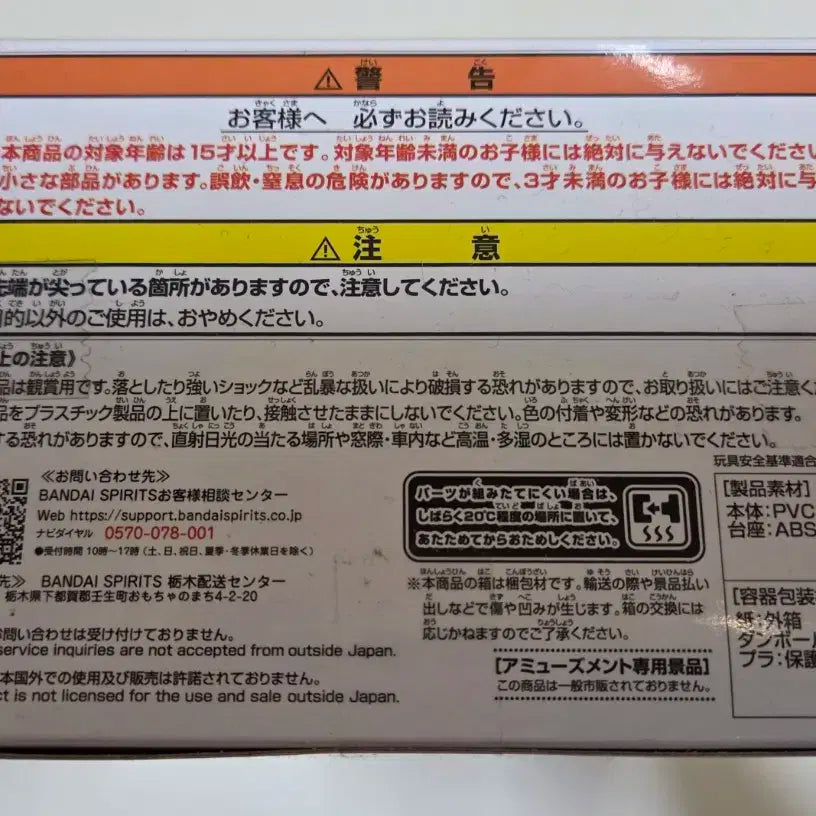 ⚠警告
お客様へ 必ずお読みください。
本商品の対象年齢は15才以上です。対象年齢未満のお子様には絶対に与えないでください
小さな部品があります。誤飲・窒息の危険がありますので、3才未満のお子様には絶対に与
ないでください。
⚠注意
先端が尖っている箇所がありますので、注意してください。
目的以外のご使用は、おやめください。
上の注意》
品は観賞用です。落としたり強いショックなど乱暴な扱いにより破損する恐れがありますので、お取り扱いにはご注意く
品をプラスチック製品の上に置いたり、接触させたままにしないでください。色の付着や変形などの恐れがあります。
する恐れがありますので、直射日光の当たる場所や窓際・車内など高温・多湿のところには置かないでください。
≪お問い合わせ先≫
BANDAI SPIRITSお客様相談センター
Web https://support.bandaispirits.co.jp
ナビダイヤル 0570-078-001
●受付時間 10時~17時(土、日、祝日、夏季・冬季休業日を除く)
先≫ BANDAI SPIRITS 栃木配送センター
栃木県下都賀郡壬生町おもちゃのまち4-2-20
お問い合わせは受け付けておりません。
service inquiries are not accepted from outside Japan.
本国外での使用及び販売は許諾されておりません。
ct is not licensed for the use and sale outside Japan.
パーツが組みたてにくい場合は、
しばらく20℃程度の場所に置いて、
あたためてからおためしください。
※本商品の箱は梱包材です。輸送の際や景品払い
出しなどで傷や凹みが生じます。箱の交換には
応じかねますのでご了承ください。
[アミューズメント専用景品]
この商品は一般市販されておりません。
玩具安全基準適合
[製品素材]
本体:PVC
台座:ABS
[容器包装
紙:外箱
ダンボール
プラ:保護